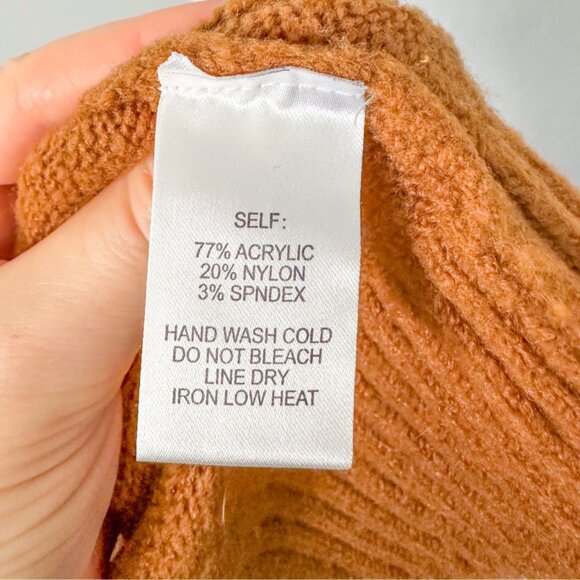 SELF:
77% ACRYLIC
20% NYLON
3% SPNDEX
HAND WASH COLD
DO NOT BLEACH
LINE DRY
IRON LOW HEAT